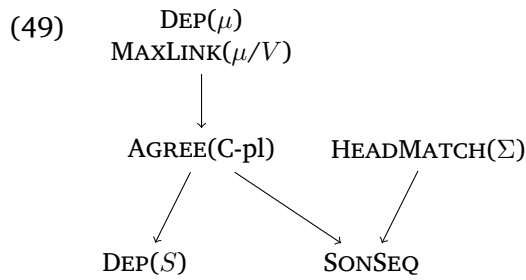 (49) DEP(μ)
MAXLINK(μ/V)
AGREE(C-pl) HEADMATCH(Σ)
DEP(S) SONSEQ